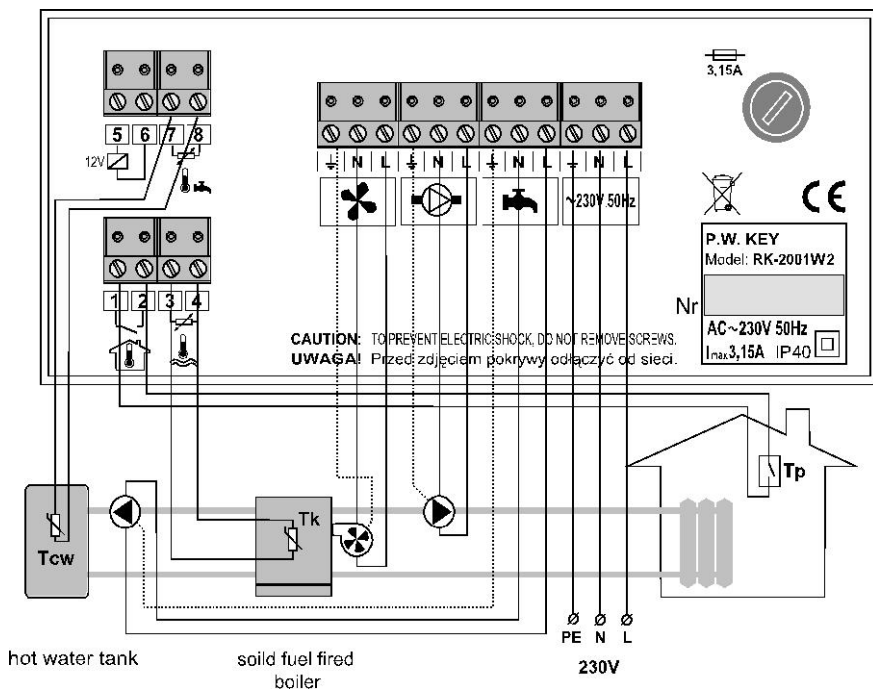 3,15A
5 6 7 8
12V
N L N L N L N L
~230V 50Hz
1 2 3 4
P.W. KEY
Model: RK-2001W2
Nr
AC~230V 50Hz
Imax 3,15A IP40
CE
CAUTION: TO PREVENT ELECTRIC SHOCK, DO NOT REMOVE SCREWS.
UWAGA! Przed zdjęciem pokrywy odłączyć od sieci.
Tp
Tk
Tcw
PE N L
230V
hot water tank
soild fuel fired
boiler